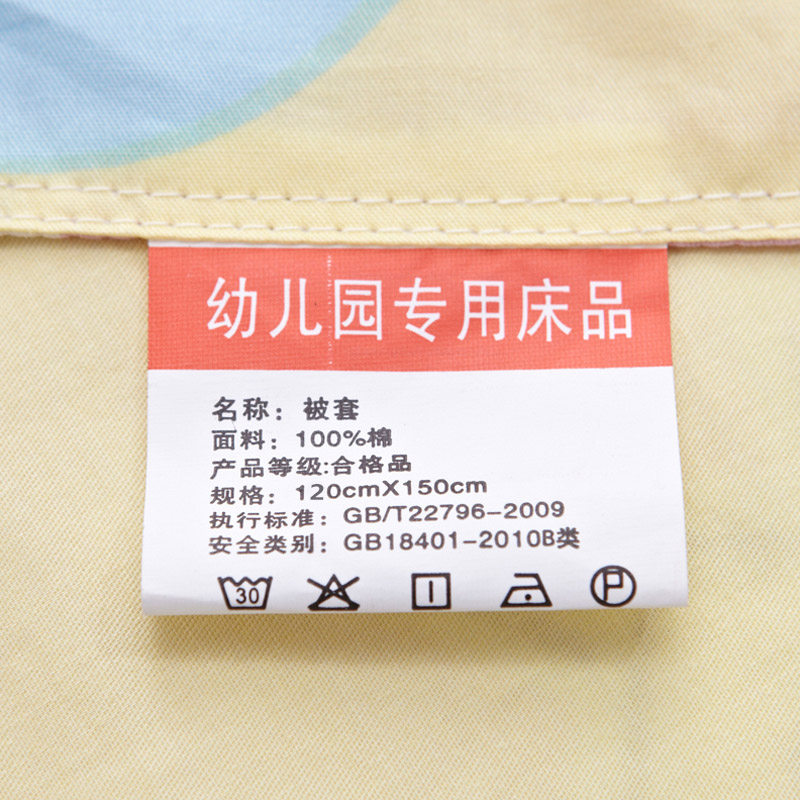 幼儿园专用床品
名称：被套
面料：100%棉
产品等级:合格品
规格：120cmX150cm
执行标准：GB/T22796-2009
安全类别：GB18401-2010B类
30 P